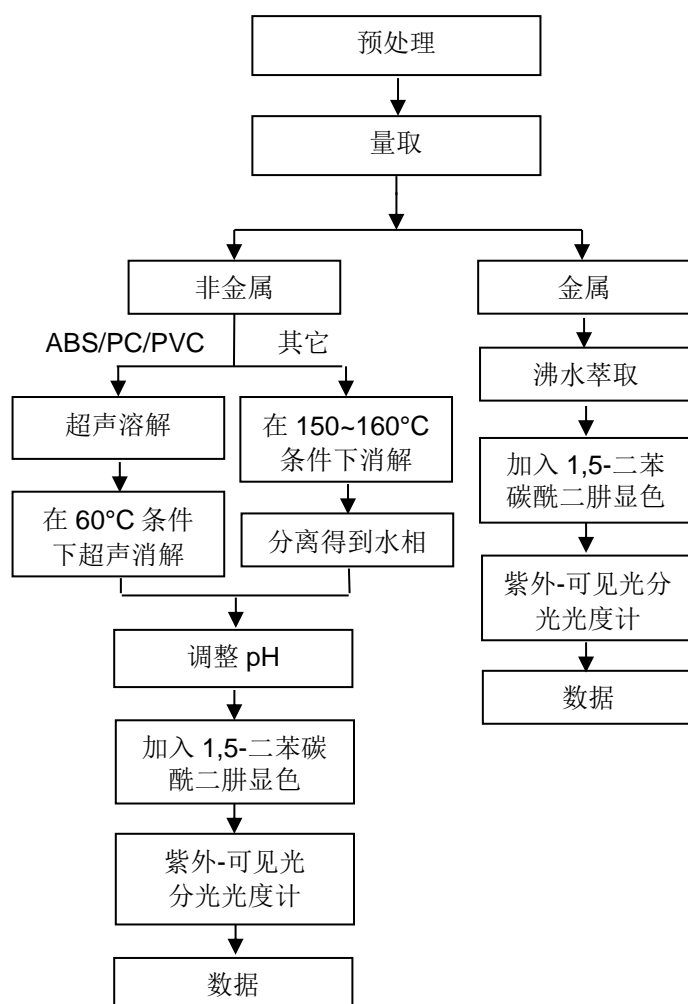 预处理
量取
非金属
金属
ABS/PC/PVC
其它
超声溶解
在 60°C 条件
下超声消解
在 150~160°C
条件下消解
分离得到水相
调整 pH
加入 1,5-二苯碳
酰二肼显色
紫外-可见光
分光光度计
数据
沸水萃取
加入 1,5-二苯
碳酰二肼显色
紫外-可见光分
光光度计
数据